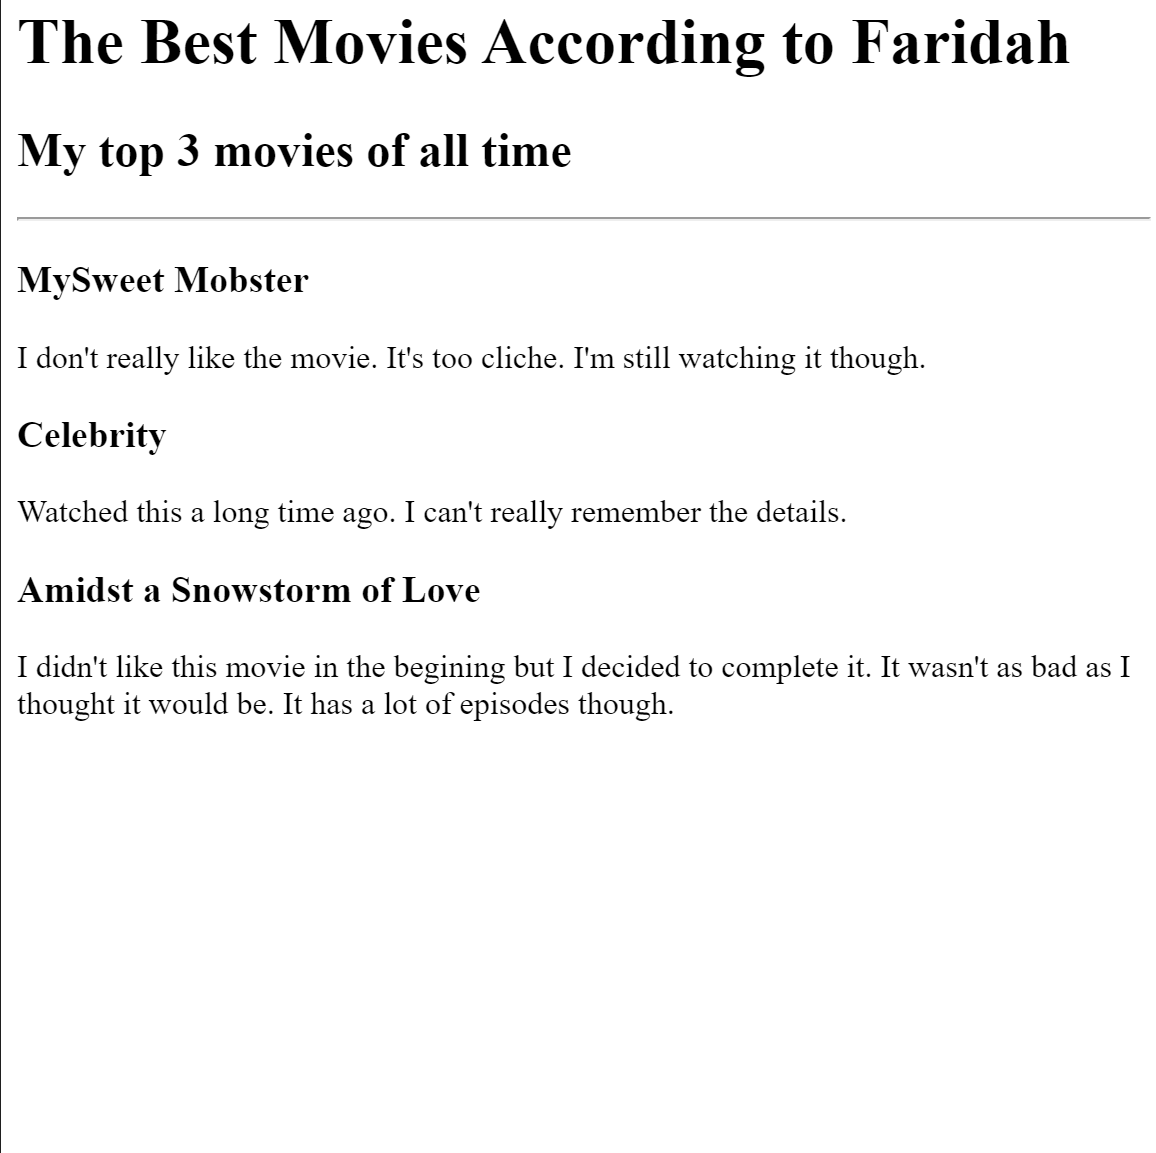 The Best Movies According to Faridah
My top 3 movies of all time
MySweet Mobster
I don't really like the movie. It's too cliche. I'm still watching it though.
Celebrity
Watched this a long time ago. I can't really remember the details.
Amidst a Snowstorm of Love
I didn't like this movie in the begining but I decided to complete it. It wasn't as bad as I
thought it would be. It has a lot of episodes though.